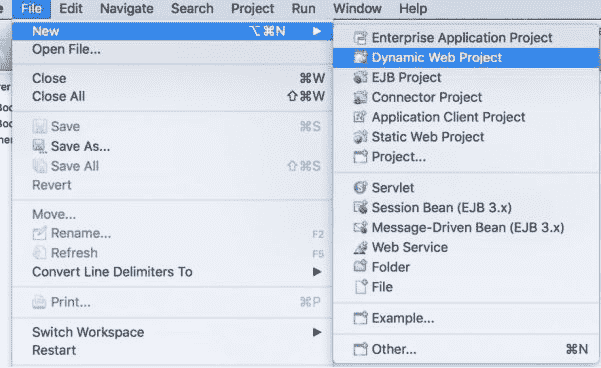 File Edit Navigate Search Project Run Window Help
New ⌥⌘N ▶
Open File...
Close ⌘W
Close All ⇧⌘W
Save ⌘S
Save As...
Save All ⇧⌘S
Revert
Move...
Rename... F2
Refresh F5
Convert Line Delimiters To ▶
Print... ⌘P
Switch Workspace ▶
Restart
Enterprise Application Project
Dynamic Web Project
EJB Project
Connector Project
Application Client Project
Static Web Project
Project...
Servlet
Session Bean (EJB 3.x)
Message-Driven Bean (EJB 3.x)
Web Service
Folder
File
Example...
Other... ⌘N